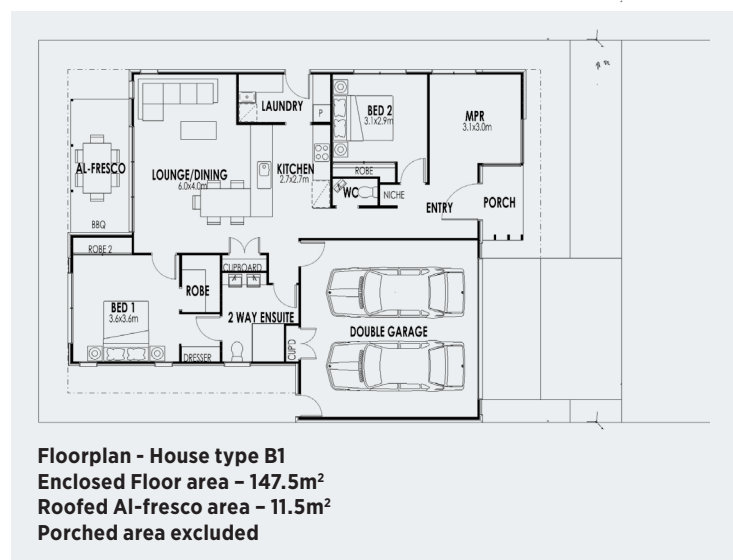 LAUNDRY
P
BED 2
3.1x2.9m
MPR
3.1x3.0m
AL-FRESCO
LOUNGE/DINING
6.0x4.0m
KITCHEN
2.7x2.7m
ROBE
WC
NICHE
ENTRY
PORCH
BBQ
ROBE 2
CUPBOARD
ROBE
BED 1
3.6x3.6m
2 WAY ENSUITE
DOUBLE GARAGE
CUP'D
DRESSER
Floorplan - House type B1
Enclosed Floor area – 147.5m²
Roofed Al-fresco area – 11.5m²
Porched area excluded